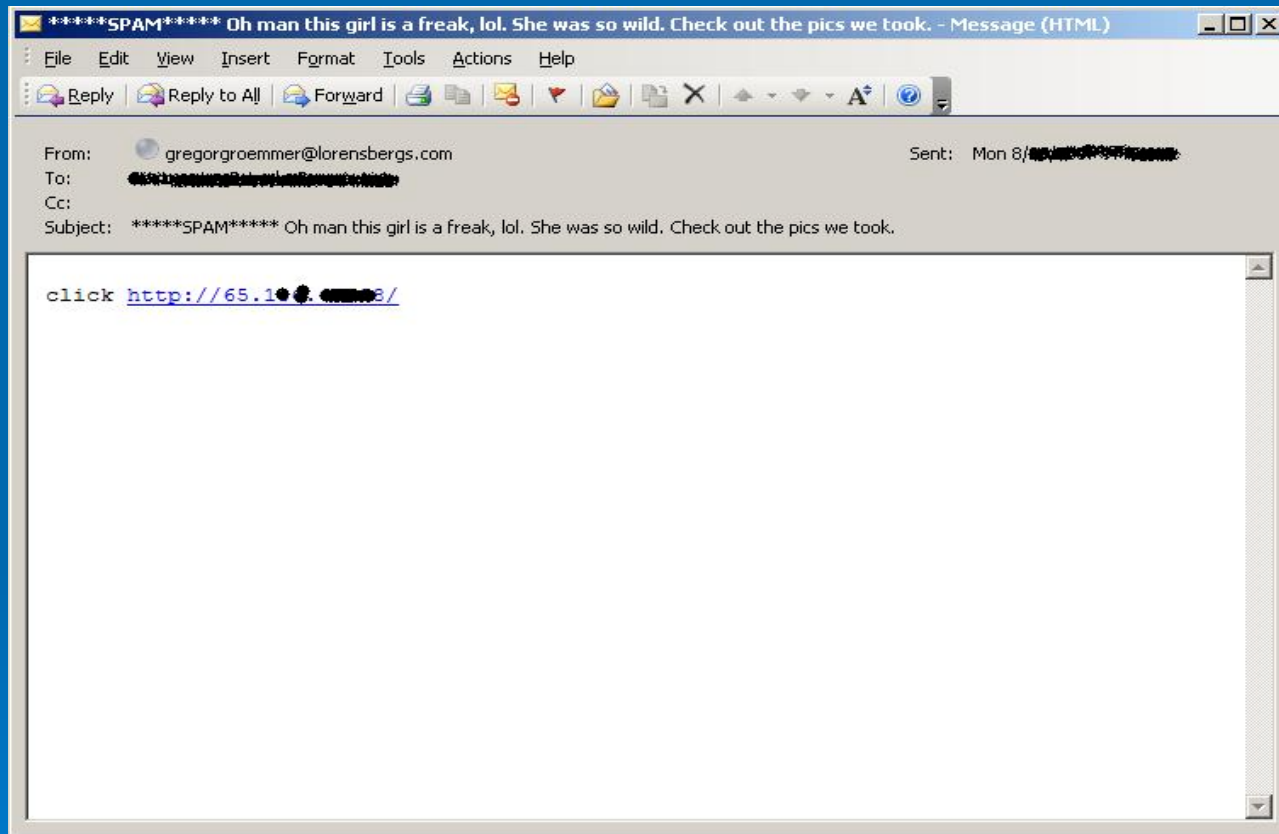 *****SPAM***** Oh man this girl is a freak, lol. She was so wild. Check out the pics we took. - Message (HTML)
File Edit View Insert Format Tools Actions Help
Reply Reply to All Forward
From: gregorgroemmer@lorensbergs.com Sent: Mon 8/
To:
Cc:
Subject: *****SPAM***** Oh man this girl is a freak, lol. She was so wild. Check out the pics we took.
click http://65.1 8/